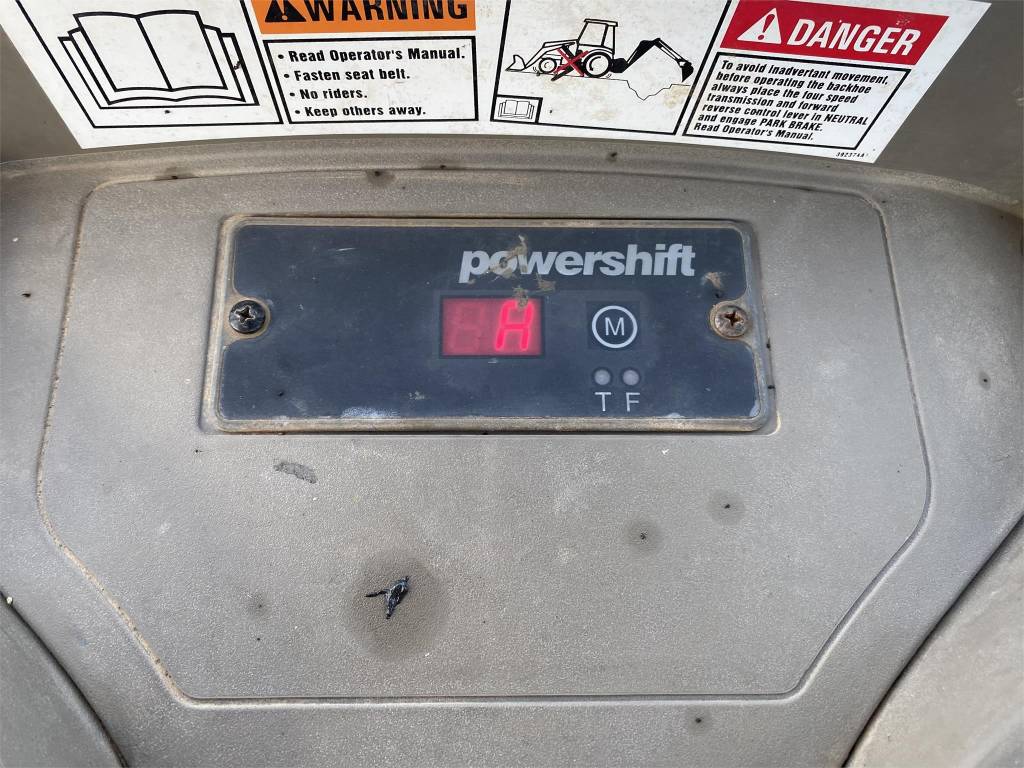 WARNING
• Read Operator's Manual.
• Fasten seat belt.
• No riders.
• Keep others away.
DANGER
To avoid inadvertant movement,
before operating the backhoe
always place the four speed
transmission and forward
reverse control lever in NEUTRAL
and engage PARK BRAKE.
Read Operator's Manual.
powershift
A
M
T F